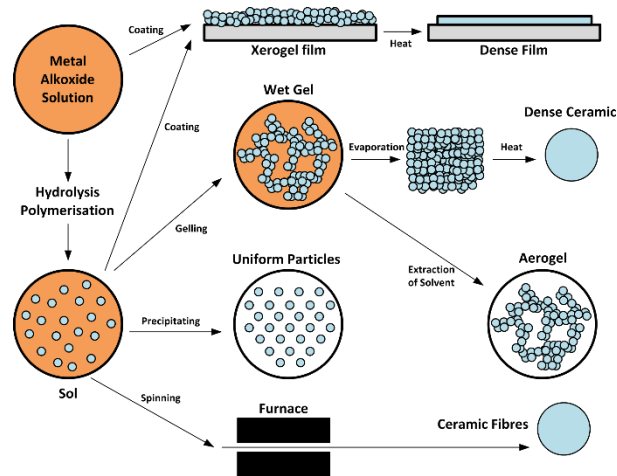 Coating
Metal
Alkoxide
Solution
Xerogel film
Heat
Dense Film
Coating
Wet Gel
Dense Ceramic
Evaporation
Heat
Hydrolysis
Polymerisation
Gelling
Uniform Particles
Extraction
of Solvent
Aerogel
Precipitating
Sol
Spinning
Furnace
Ceramic Fibres